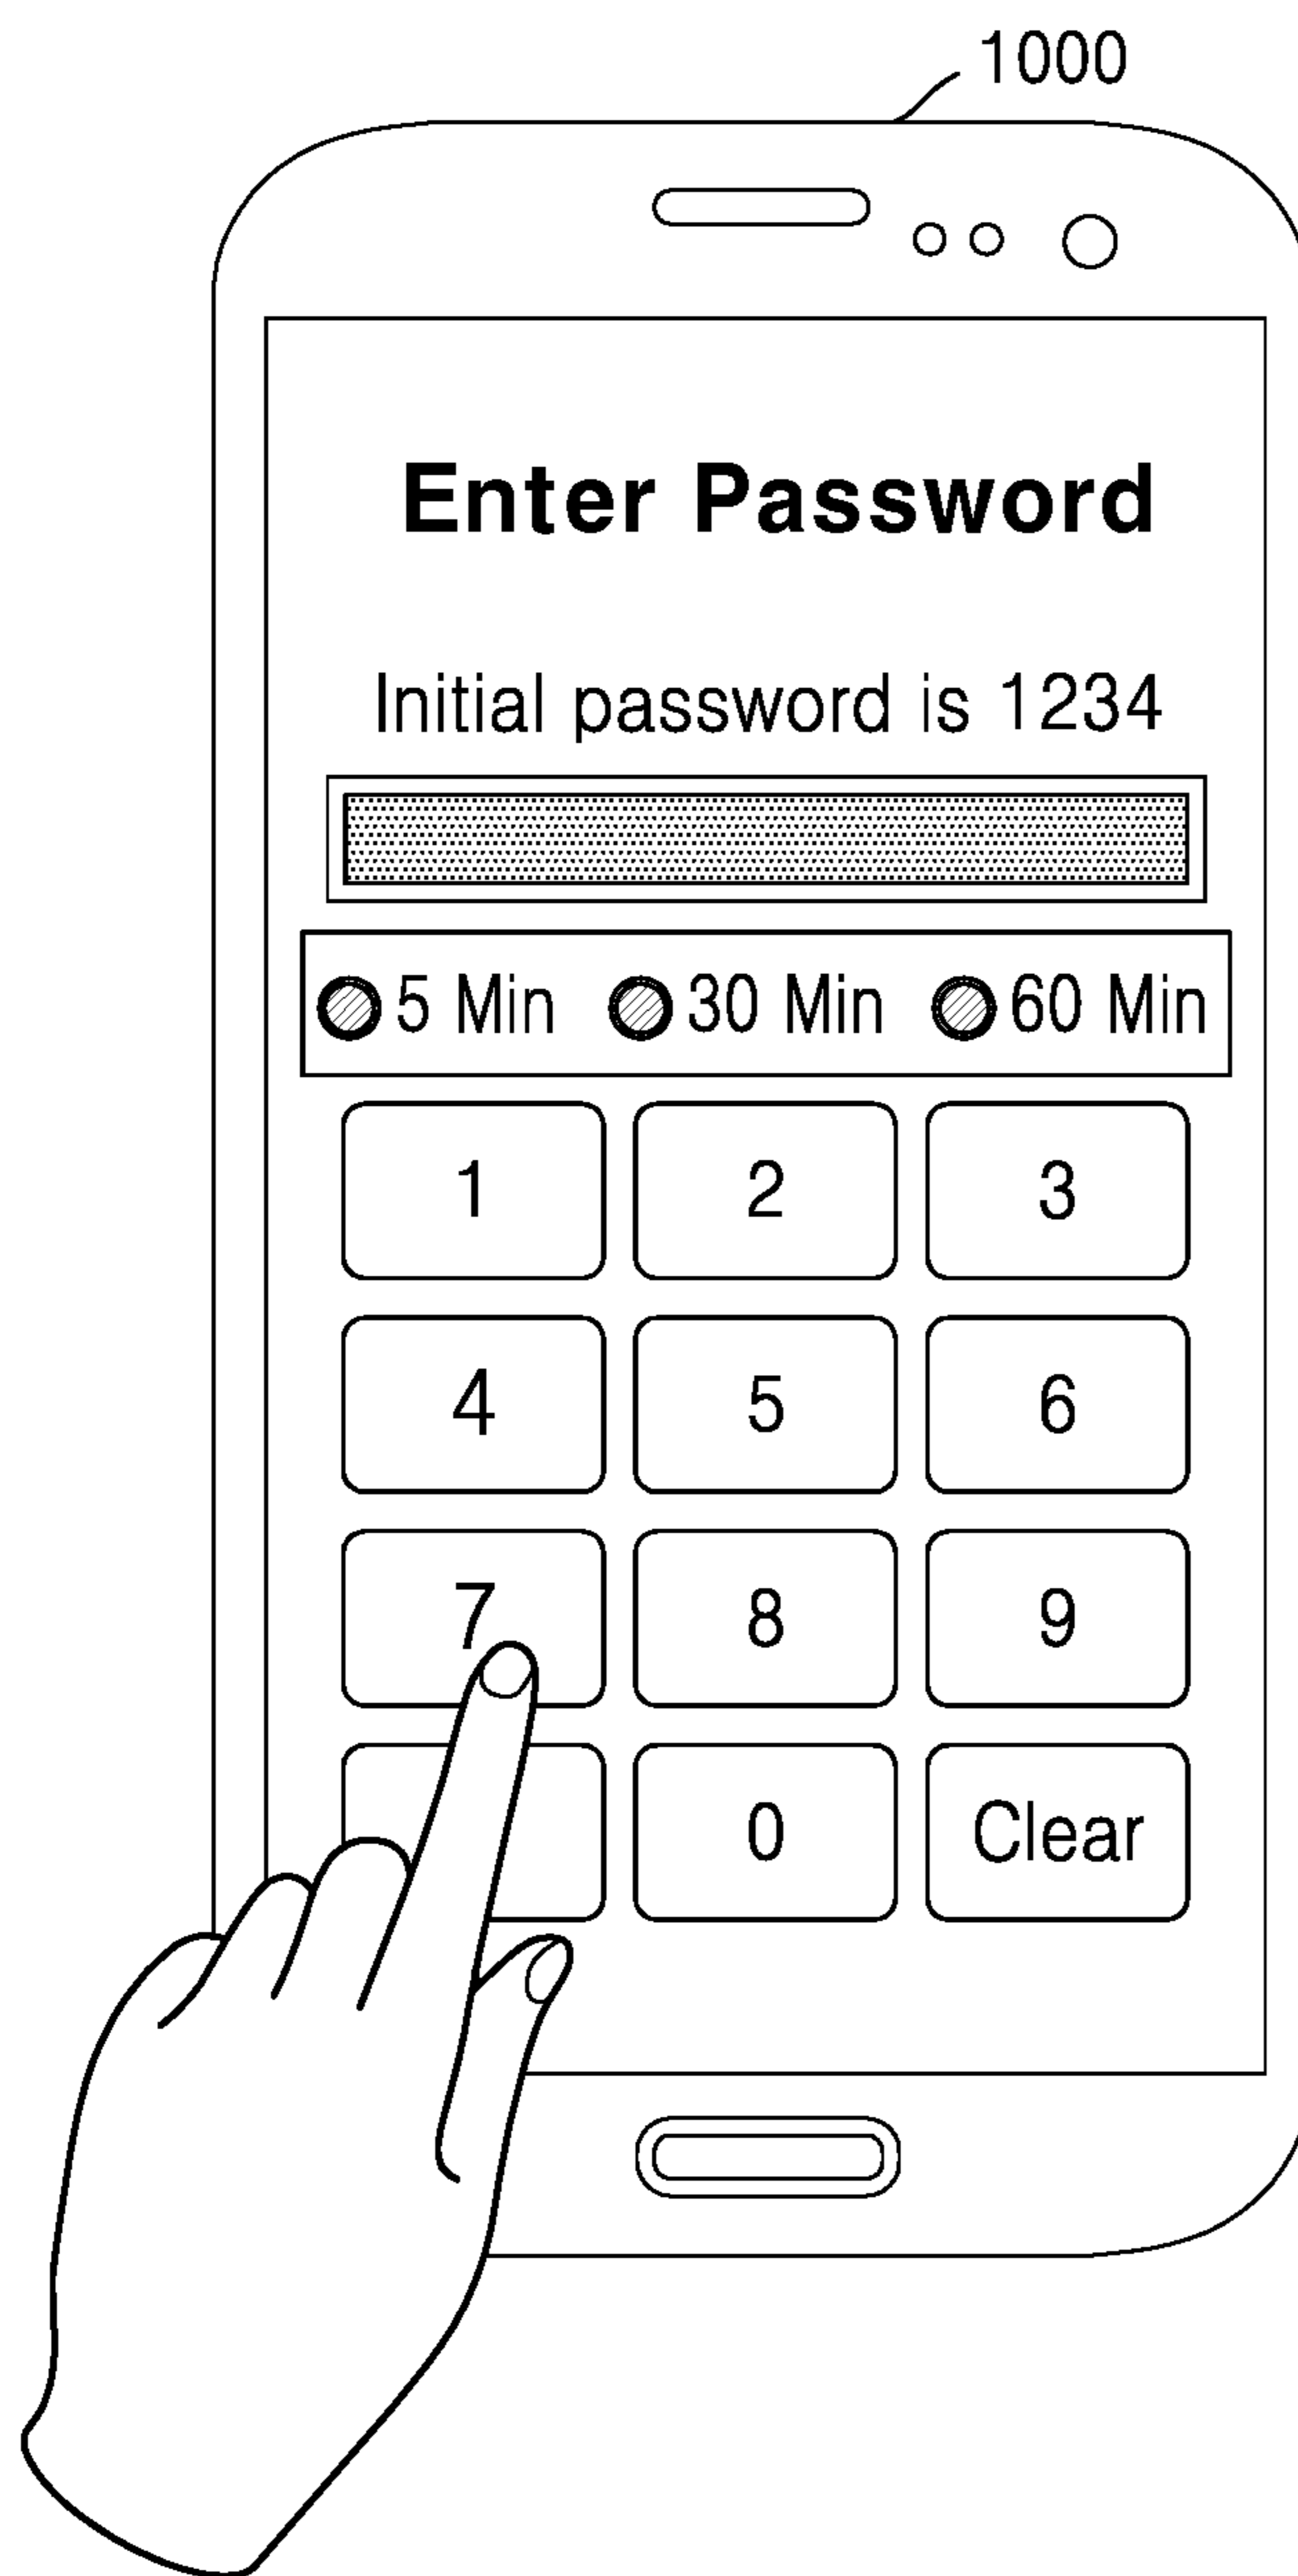 1000
Enter Password
Initial password is 1234
5 Min 30 Min 60 Min
1 2 3
4 5 6
7 8 9
0 Clear